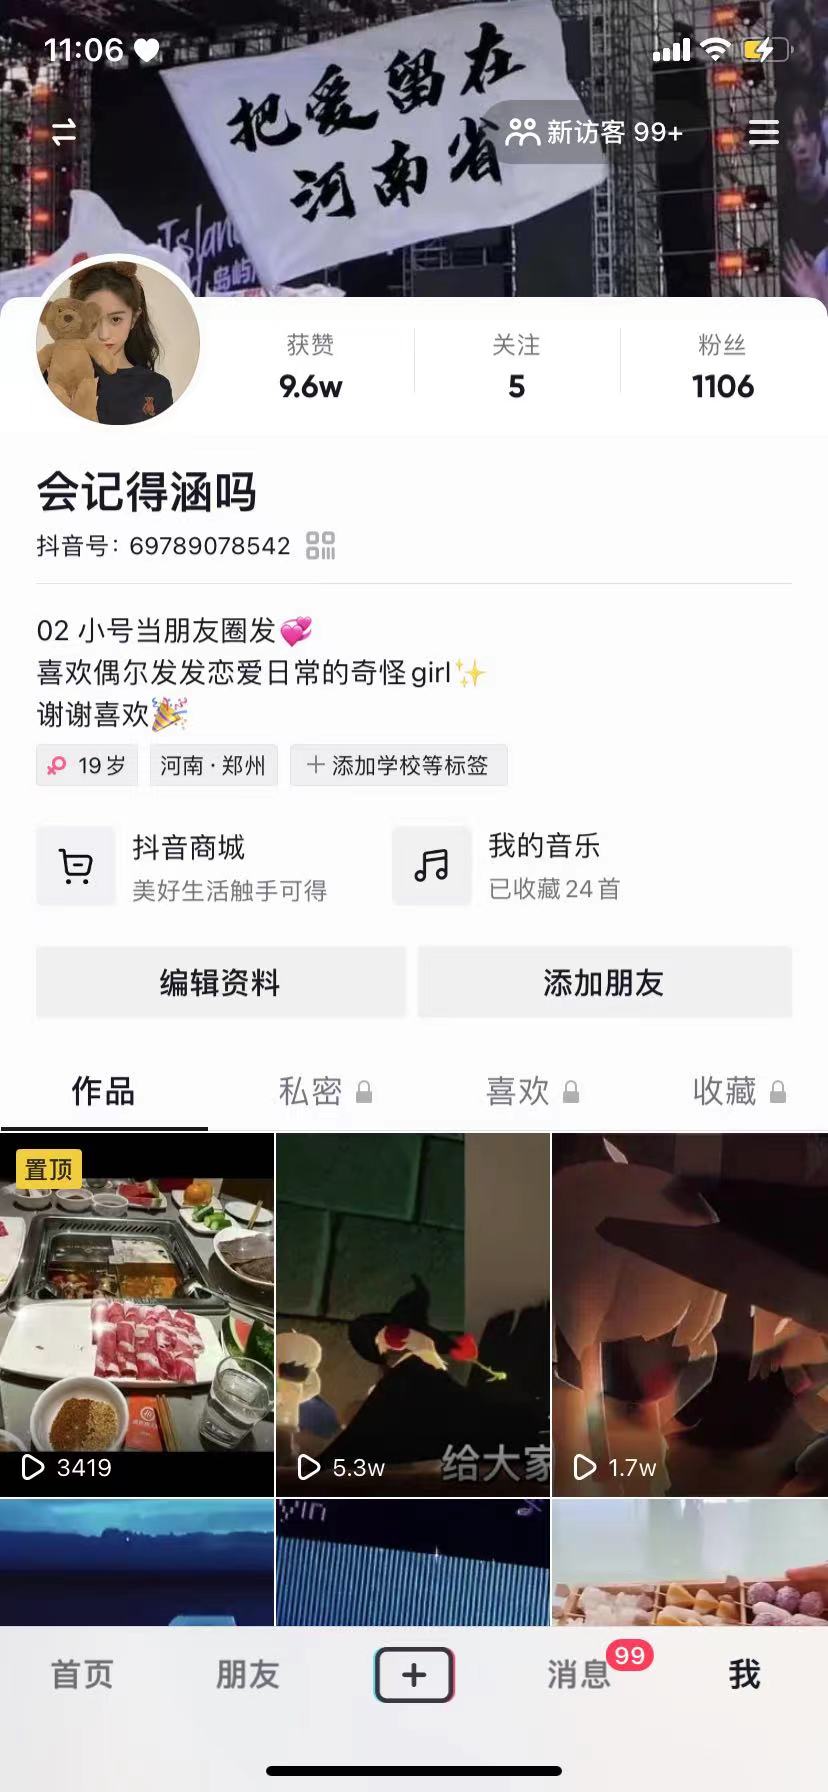 11:06
把爱留在
河南省
新访客 99+
Island
岛屿
获赞
9.6w
关注
5
粉丝
1106
会记得涵吗
抖音号：69789078542
02 小号当朋友圈发💞
喜欢偶尔发发恋爱日常的奇怪girl✨
谢谢喜欢🎉
19岁
河南·郑州
+ 添加学校等标签
抖音商城
美好生活触手可得
我的音乐
已收藏24首
编辑资料
添加朋友
作品
私密
喜欢
收藏
置顶
3419
5.3w
给大家
1.7w
首页
朋友
消息
99
我